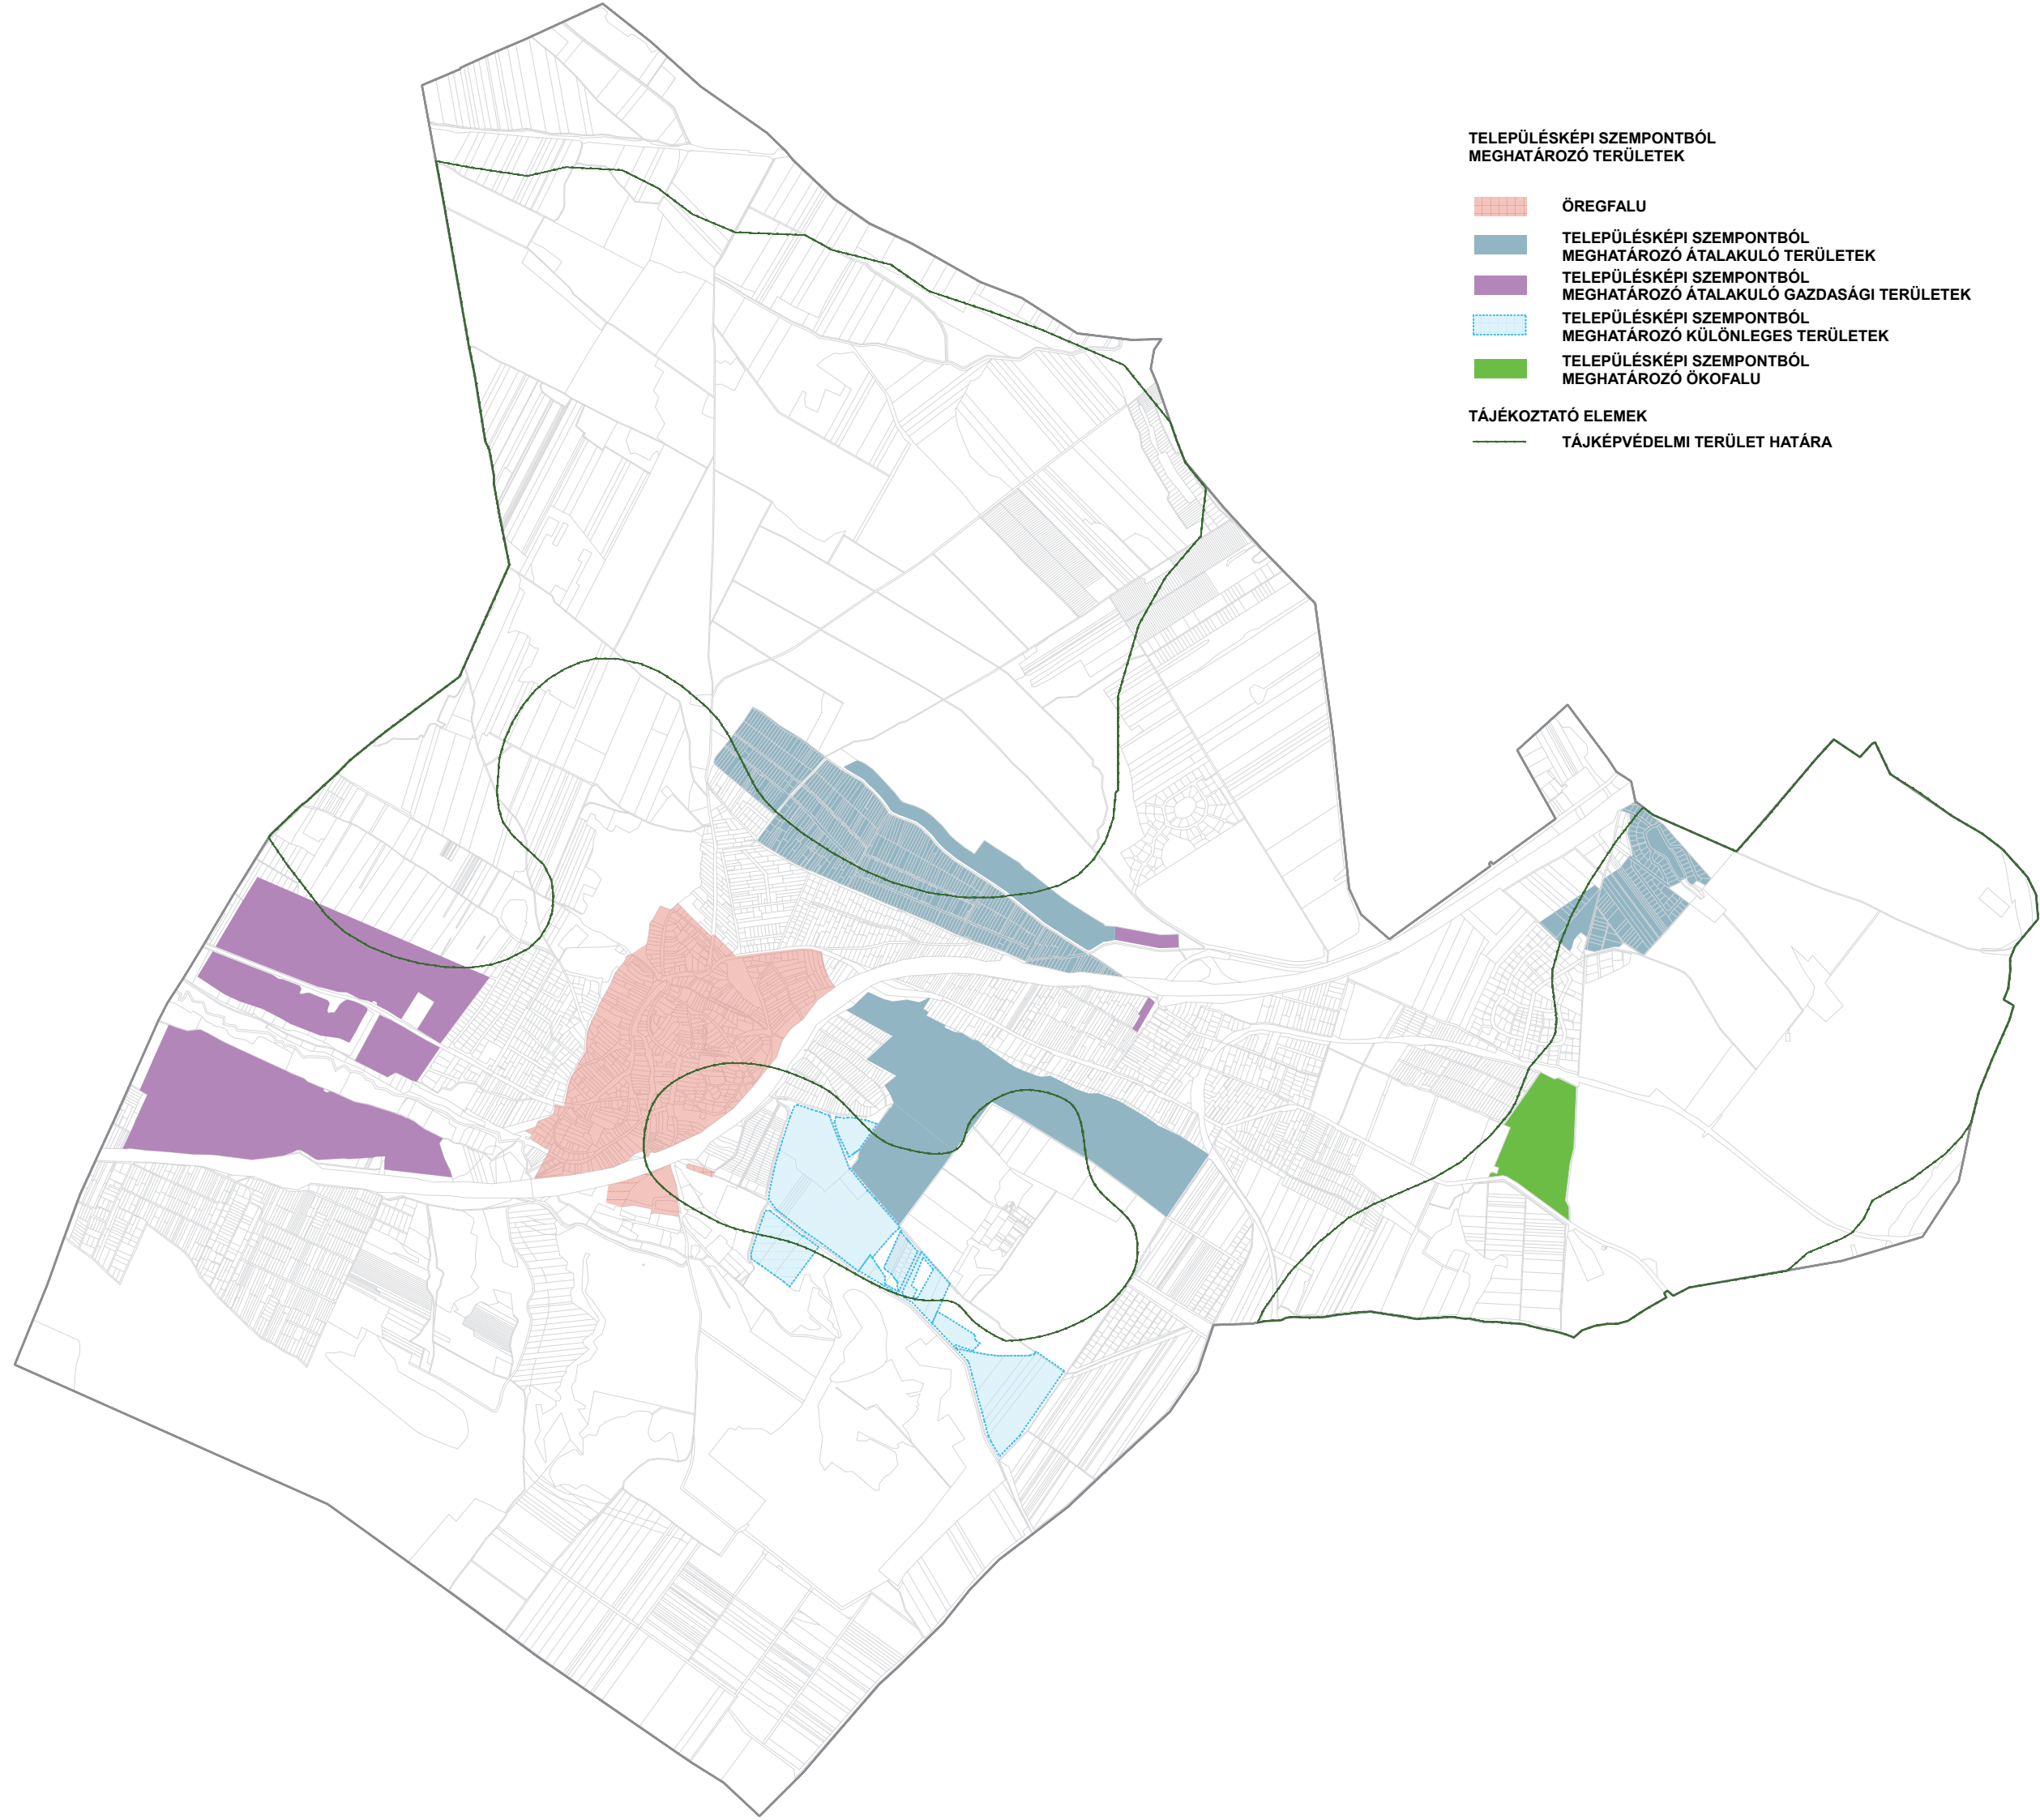 TELEPÜLÉSKÉPI SZEMPONTBÓL
MEGHATÁROZÓ TERÜLETEK
ÖREGFALU
TELEPÜLÉSKÉPI SZEMPONTBÓL
MEGHATÁROZÓ ÁTALAKULÓ TERÜLETEK
TELEPÜLÉSKÉPI SZEMPONTBÓL
MEGHATÁROZÓ ÁTALAKULÓ GAZDASÁGI TERÜLETEK
TELEPÜLÉSKÉPI SZEMPONTBÓL
MEGHATÁROZÓ KÜLÖNLEGES TERÜLETEK
TELEPÜLÉSKÉPI SZEMPONTBÓL
MEGHATÁROZÓ ÖKOFALU
TÁJÉKOZTATÓ ELEMEK
TÁJKÉPVÉDELMI TERÜLET HATÁRA